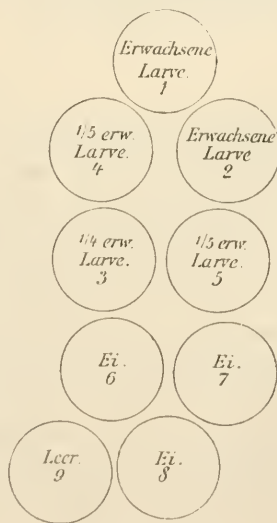 Erwachsene
Larve.
1
1/5 erw.
Larve.
4
Erwachsene
Larve
2
1/4 erw.
Larve.
3
1/5 erw.
Larve.
5
Ei.
6
Ei.
7
Leer.
9
Ei.
8